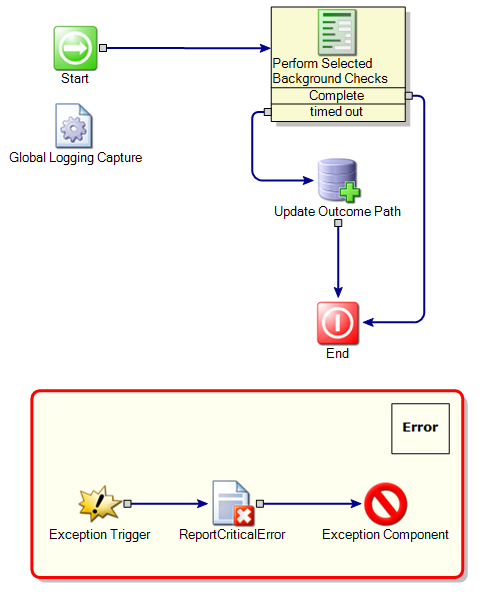 Start
Perform Selected
Background Checks
Complete
timed out
Global Logging Capture
Update Outcome Path
End
Error
Exception Trigger
ReportCriticalError
Exception Component